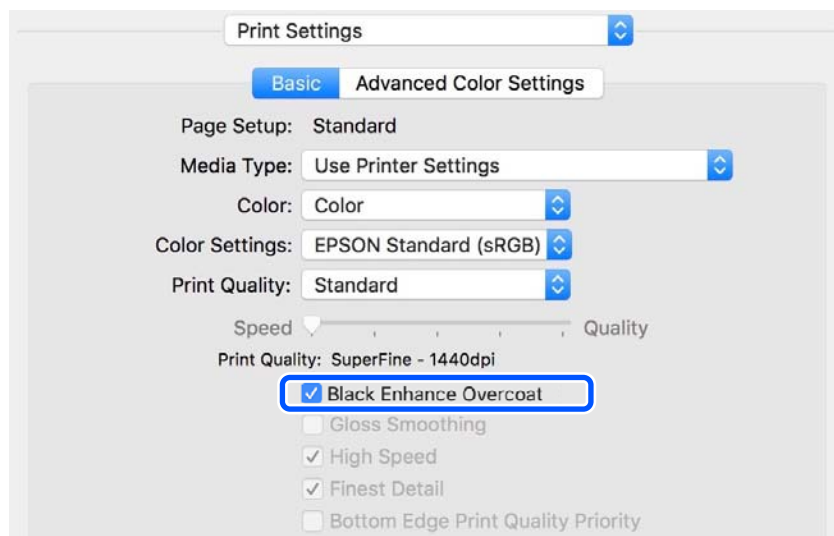 Print Settings
Basic Advanced Color Settings
Page Setup: Standard
Media Type: Use Printer Settings
Color: Color
Color Settings: EPSON Standard (sRGB)
Print Quality: Standard
Speed Quality
Print Quality: SuperFine - 1440dpi
Black Enhance Overcoat
Gloss Smoothing
High Speed
Finest Detail
Bottom Edge Print Quality Priority